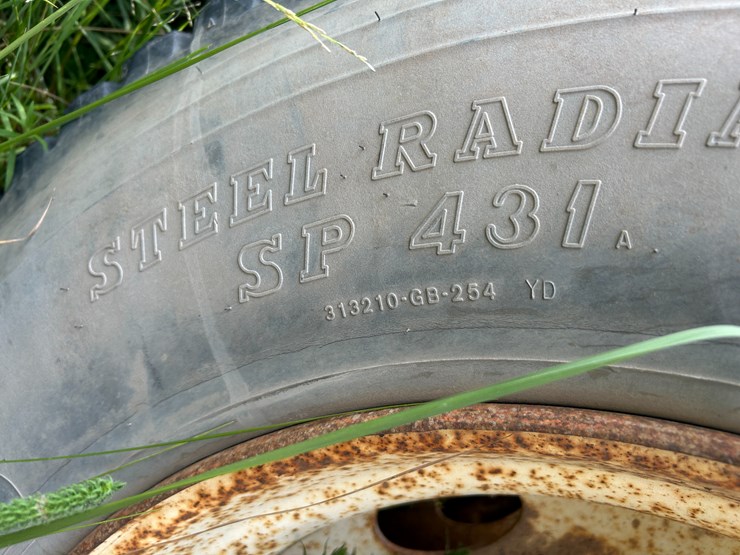 STEEL RADIA
SP 431 A
313210-GB-254 YD